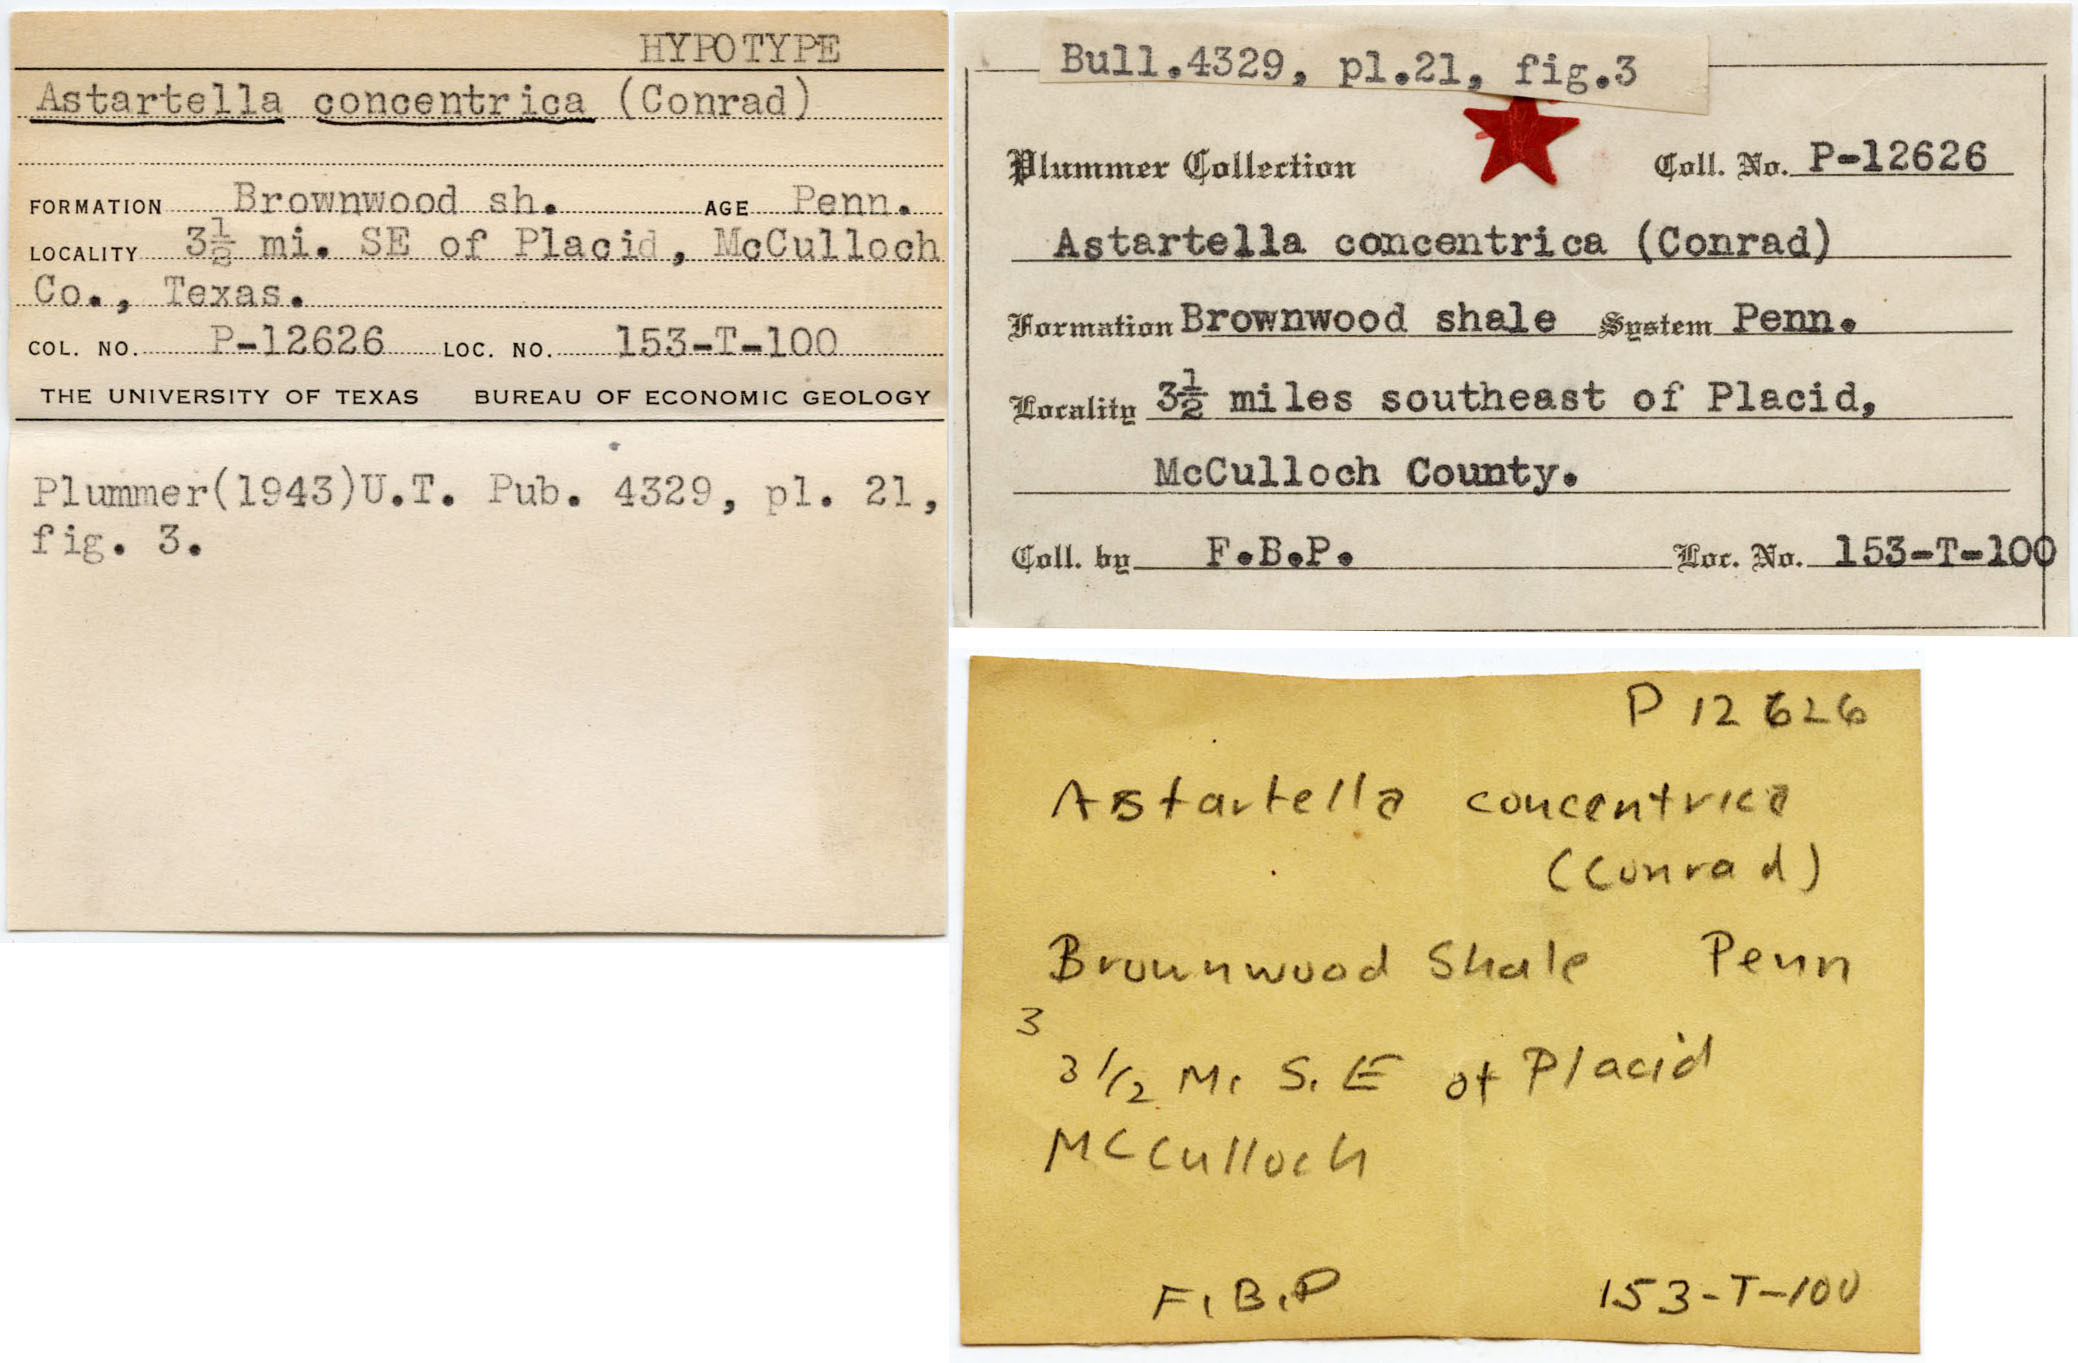 HYPOTYPE
Astartella concentrica (Conrad)
FORMATION Brownwood sh. AGE Penn.
LOCALITY 3½ mi. SE of Placid, McCulloch
Co., Texas.
COL. NO. P-12626 LOC. NO. 153-T-100
THE UNIVERSITY OF TEXAS BUREAU OF ECONOMIC GEOLOGY
Plummer(1943)U.T. Pub. 4329, pl. 21,
fig. 3.
Bull.4329, pl.21, fig.3
Plummer Collection Coll. No. P-12626
Astartella concentrica (Conrad)
Formation Brownwood shale System Penn.
Locality 3½ miles southeast of Placid,
McCulloch County.
Coll. by F.B.P. Loc. No. 153-T-100
P 12626
Astartella concentrica
(Conrad)
Brownwood Shale Penn
3
3 1/2 M. S. E of Placid
McCulloch
F. B. P 153-T-100